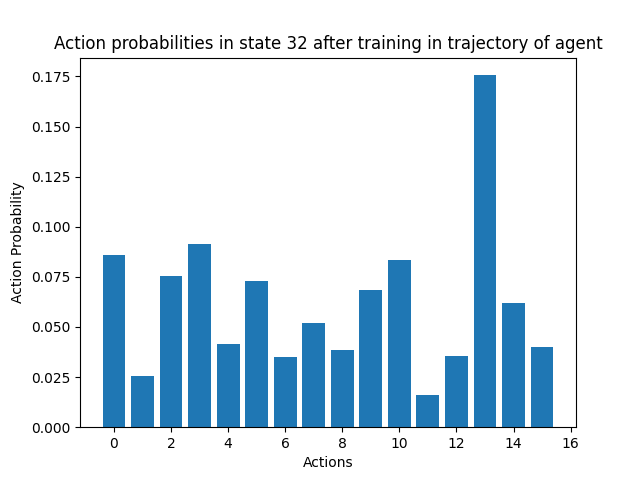 Action probabilities in state 32 after training in trajectory of agent
0.175
0.150
0.125
0.100
0.075
0.050
0.025
0.000
Action Probability
0 2 4 6 8 10 12 14 16
Actions